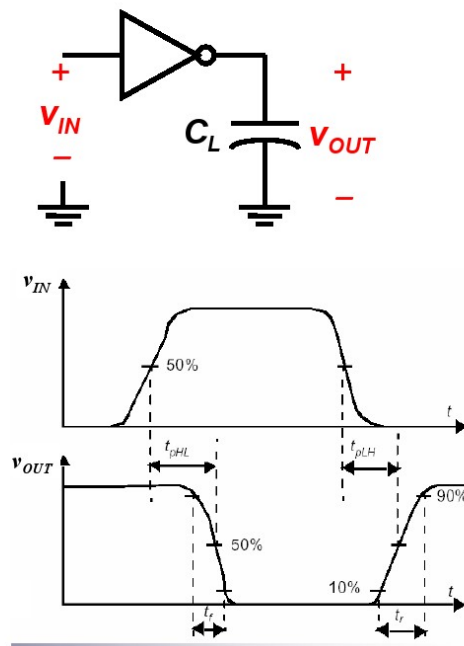 + +
v_IN C_L v_OUT
– –
v_IN
50%
t
t_pHL t_pLH
v_OUT
90%
50%
10%
t
t_f t_r